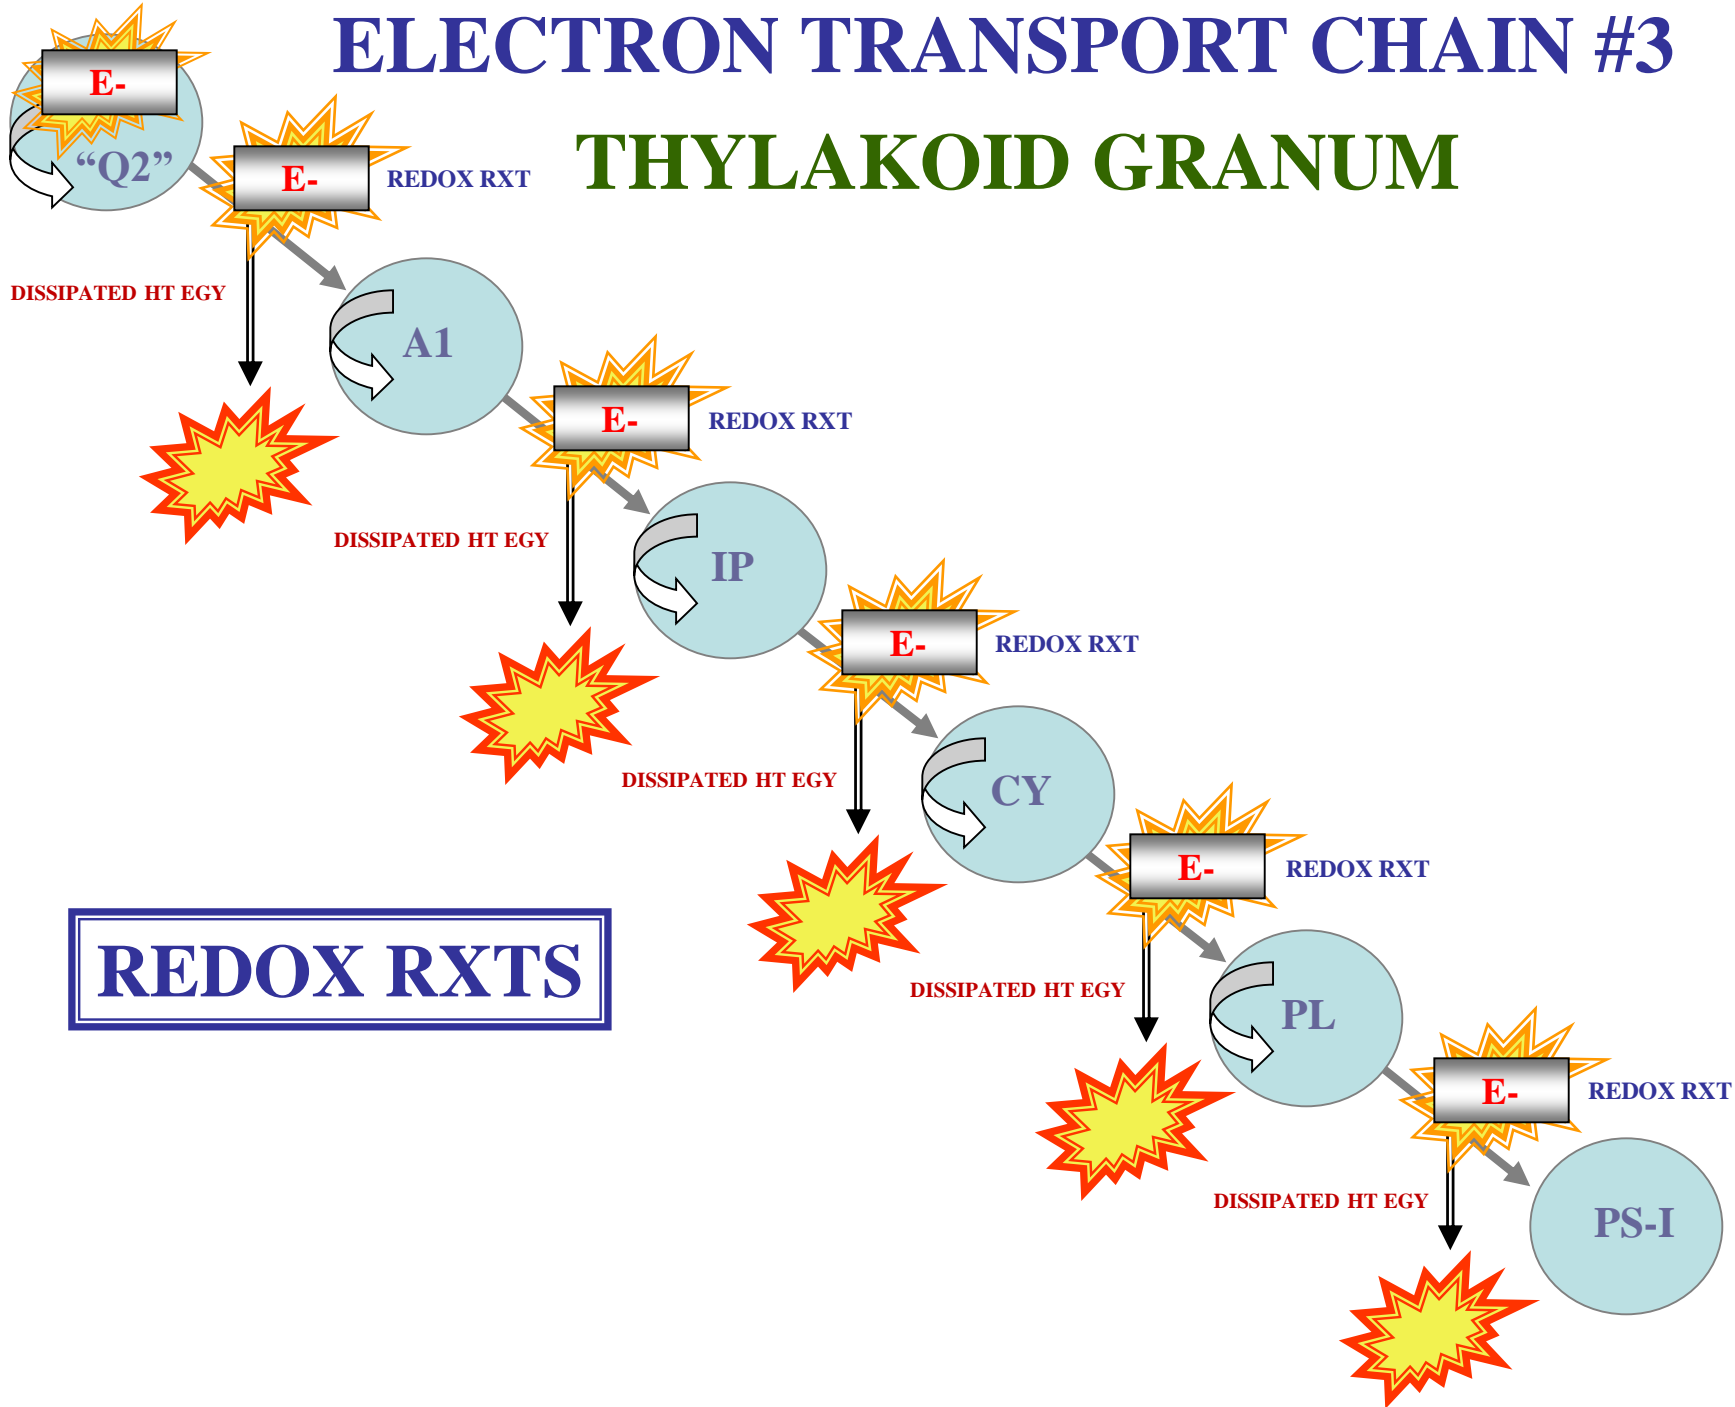 ELECTRON TRANSPORT CHAIN #3
THYLAKOID GRANUM
E-
“Q2”
E-
REDOX RXT
DISSIPATED HT EGY
A1
E-
REDOX RXT
DISSIPATED HT EGY
IP
E-
REDOX RXT
DISSIPATED HT EGY
CY
E-
REDOX RXT
REDOX RXTS
DISSIPATED HT EGY
PL
E-
REDOX RXT
DISSIPATED HT EGY
PS-I